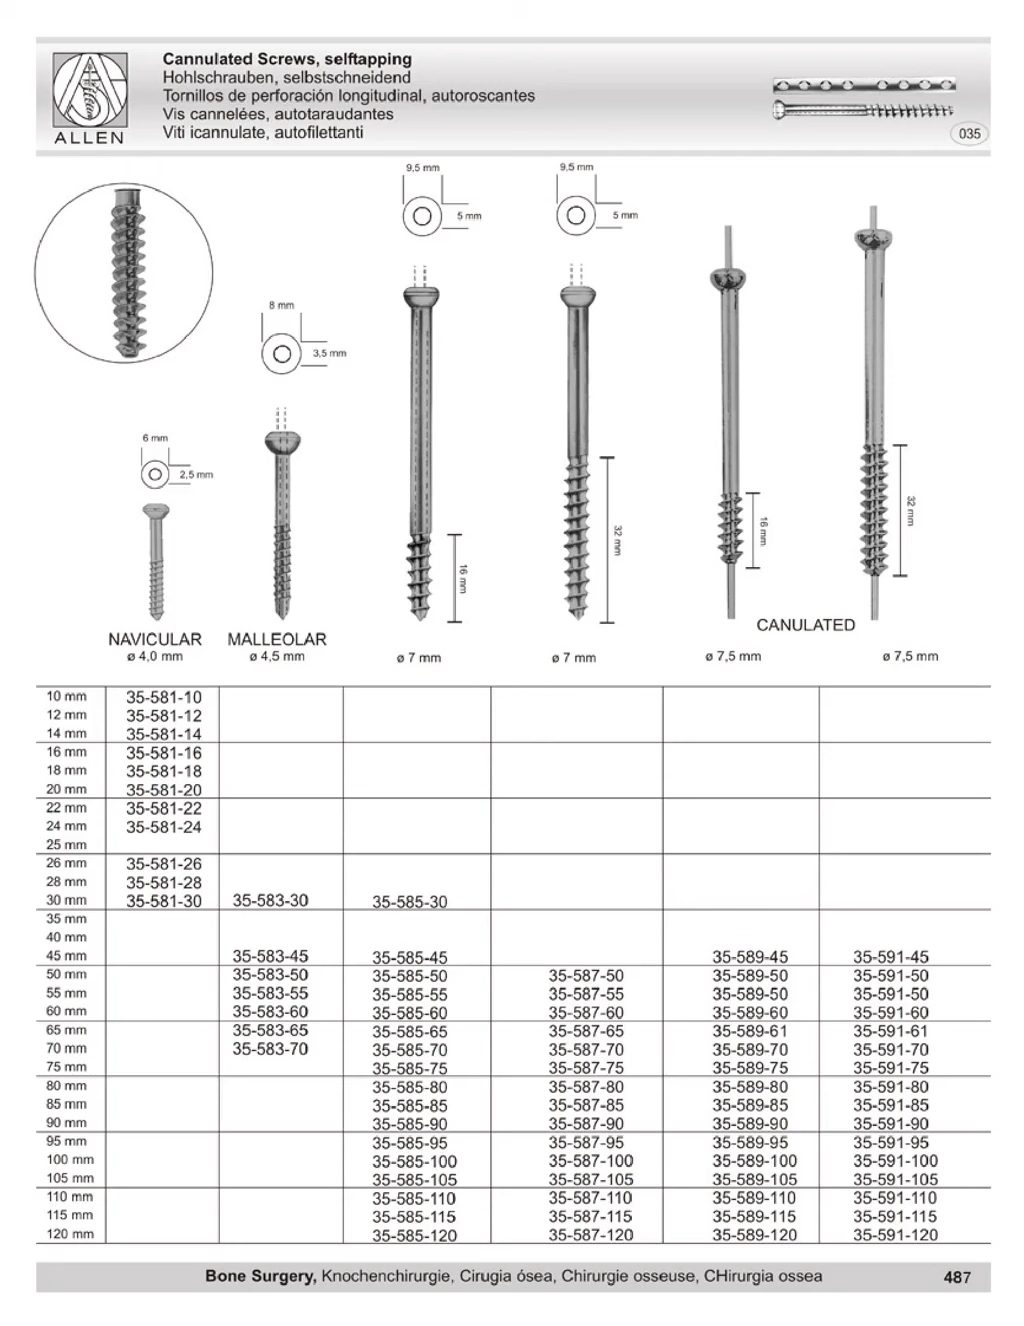 Cannulated Screws, selftapping
Hohlschrauben, selbstschneidend
Tornillos de perforación longitudinal, autoroscantes
Vis cannelées, autotaraudantes
Viti icannulate, autofilettanti
ALLEN
035
9,5 mm 9,5 mm
5 mm 5 mm
8 mm
3,5 mm
6 mm
2,5 mm
16 mm
32 mm
16 mm
32 mm
CANULATED
NAVICULAR MALLEOLAR
ø 4,0 mm ø 4,5 mm ø 7 mm ø 7 mm ø 7,5 mm ø 7,5 mm
10 mm 35-581-10
12 mm 35-581-12
14 mm 35-581-14
16 mm 35-581-16
18 mm 35-581-18
20 mm 35-581-20
22 mm 35-581-22
24 mm 35-581-24
25 mm
26 mm 35-581-26
28 mm 35-581-28
30 mm 35-581-30 35-583-30 35-585-30
35 mm
40 mm
45 mm 35-583-45 35-585-45 35-589-45 35-591-45
50 mm 35-583-50 35-585-50 35-587-50 35-589-50 35-591-50
55 mm 35-583-55 35-585-55 35-587-55 35-589-50 35-591-50
60 mm 35-583-60 35-585-60 35-587-60 35-589-60 35-591-60
65 mm 35-583-65 35-585-65 35-587-65 35-589-61 35-591-61
70 mm 35-583-70 35-585-70 35-587-70 35-589-70 35-591-70
75 mm 35-585-75 35-587-75 35-589-75 35-591-75
80 mm 35-585-80 35-587-80 35-589-80 35-591-80
85 mm 35-585-85 35-587-85 35-589-85 35-591-85
90 mm 35-585-90 35-587-90 35-589-90 35-591-90
95 mm 35-585-95 35-587-95 35-589-95 35-591-95
100 mm 35-585-100 35-587-100 35-589-100 35-591-100
105 mm 35-585-105 35-587-105 35-589-105 35-591-105
110 mm 35-585-110 35-587-110 35-589-110 35-591-110
115 mm 35-585-115 35-587-115 35-589-115 35-591-115
120 mm 35-585-120 35-587-120 35-589-120 35-591-120
Bone Surgery, Knochenchirurgie, Cirugia ósea, Chirurgie osseuse, CHirurgia ossea 487